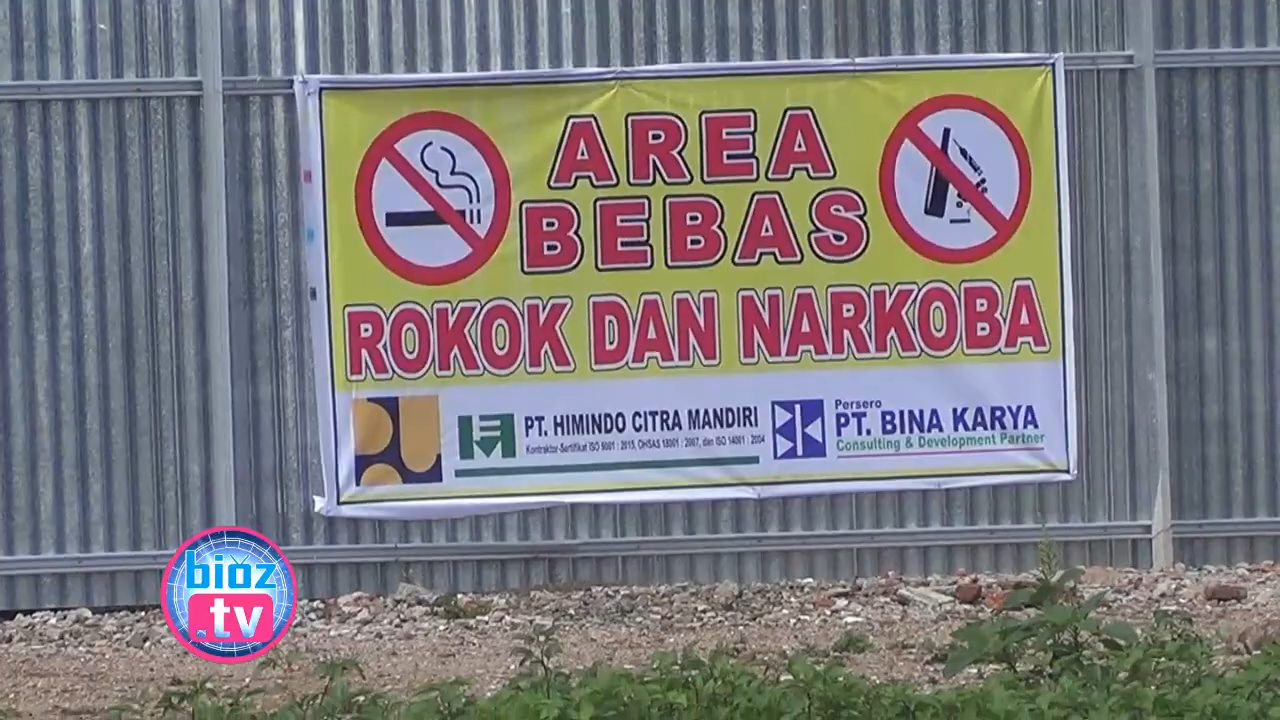 AREA
BEBAS
ROKOK DAN NARKOBA
PT. HIMINDO CITRA MANDIRI
Kontraktor-Sertifikat ISO 9001 : 2015, OHSAS 18001 : 2007, dan ISO 14001 : 2004
Persero
PT. BINA KARYA
Consulting & Development Partner
bioz
.tv